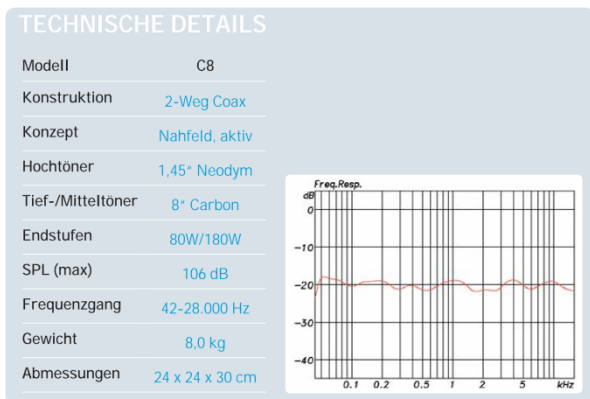 TECHNISCHE DETAILS
Modell C8
Konstruktion 2-Weg Coax
Konzept Nahfeld, aktiv
Hochtöner 1,45" Neodym
Tief-/Mitteltöner 8" Carbon
Endstufen 80W/180W
SPL (max) 106 dB
Frequenzgang 42-28.000 Hz
Gewicht 8,0 kg
Abmessungen 24 x 24 x 30 cm
Freq.Resp.
dB
0
-10
-20
-30
-40
0.1 0.2 0.5 1 2 5 kHz